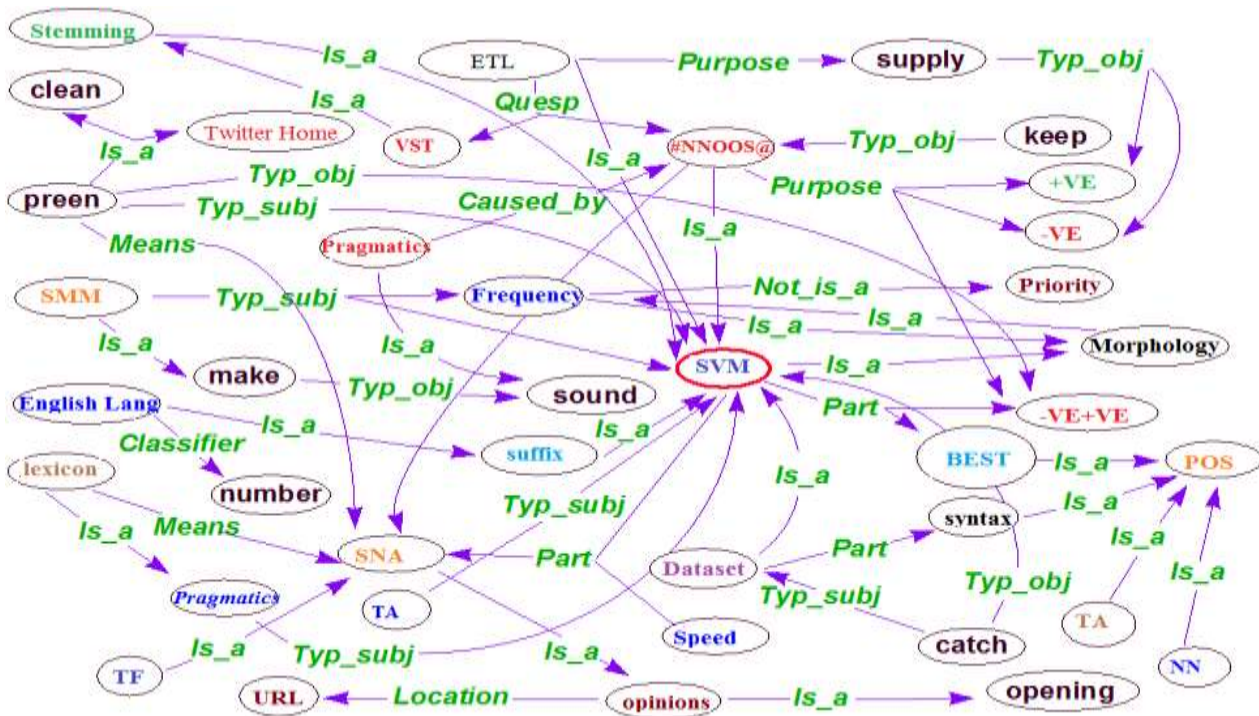 Stemming
Is_a
ETL
Purpose
supply
Typ_obj
clean
Is_a
Quesp
Twitter Home
VST
#NNOOS@
Typ_obj
keep
Is_a
Is_a
preen
Typ_obj
Caused_by
Purpose
+VE
Typ_subj
Means
Pragmatics
Is_a
-VE
SMM
Typ_subj
Frequency
Not_is_a
Priority
Is_a
Is_a
Morphology
Is_a
make
Typ_obj
Is_a
sound
SVM
Is_a
English Lang
Is_a
Classifier
Is_a
Part
-VE+VE
suffix
BEST
Is_a
POS
lexicon
number
Is_a
syntax
Is_a
Is_a
Means
Typ_subj
SNA
Part
Dataset
Part
Is_a
Is_a
Pragmatics
TA
Typ_subj
Typ_obj
TA
Speed
catch
Is_a
TF
Typ_subj
Is_a
NN
URL
Location
opinions
Is_a
opening